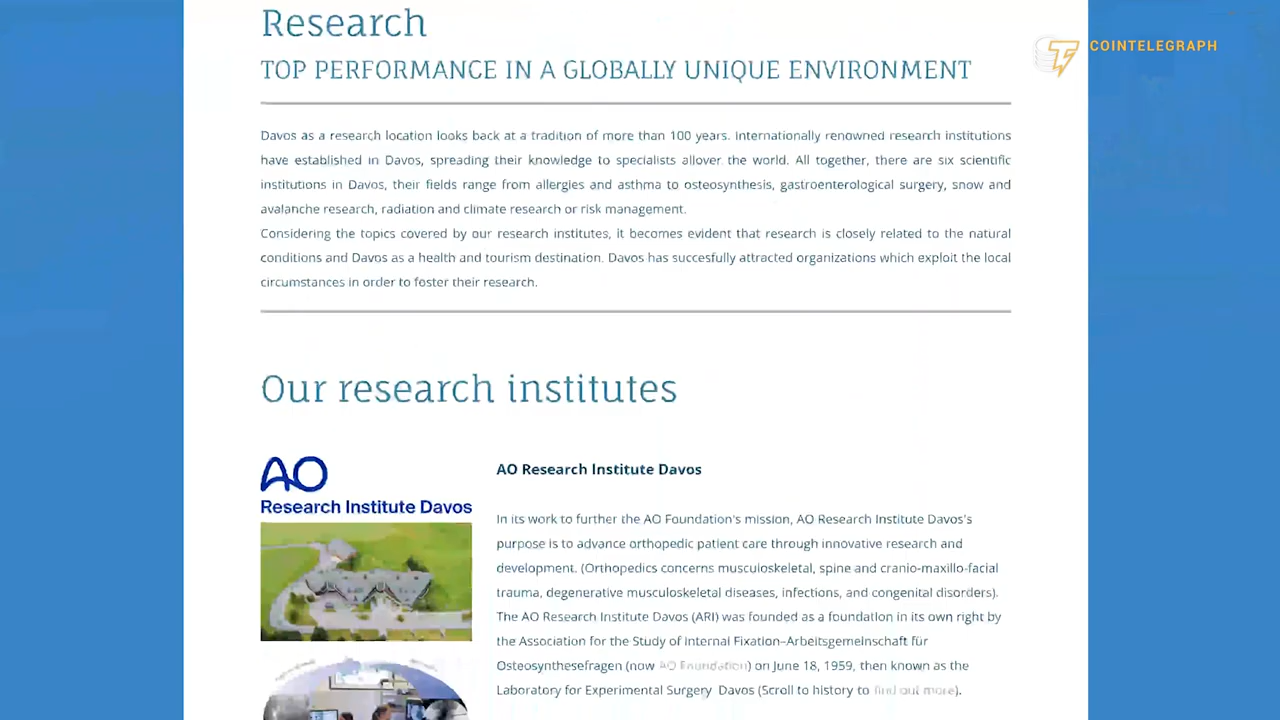 Research
COINTELEGRAPH
TOP PERFORMANCE IN A GLOBALLY UNIQUE ENVIRONMENT
Davos as a research location looks back at a tradition of more than 100 years. Internationally renowned research institutions
have established in Davos, spreading their knowledge to specialists allover the world. All together, there are six scientific
institutions in Davos, their fields range from allergies and asthma to osteosynthesis, gastroenterological surgery, snow and
avalanche research, radiation and climate research or risk management.
Considering the topics covered by our research institutes, it becomes evident that research is closely related to the natural
conditions and Davos as a health and tourism destination. Davos has succesfully attracted organizations which exploit the local
circumstances in order to foster their research.
Our research institutes
AO
Research Institute Davos
AO Research Institute Davos
In its work to further the AO Foundation's mission, AO Research Institute Davos's
purpose is to advance orthopedic patient care through innovative research and
development. (Orthopedics concerns musculoskeletal, spine and cranio-maxillo-facial
trauma, degenerative musculoskeletal diseases, infections, and congenital disorders).
The AO Research Institute Davos (ARI) was founded as a foundation in its own right by
the Association for the Study of Internal Fixation–Arbeitsgemeinschaft für
Osteosynthesefragen (now AO Foundation) on June 18, 1959, then known as the
Laboratory for Experimental Surgery Davos (Scroll to history to find out more).